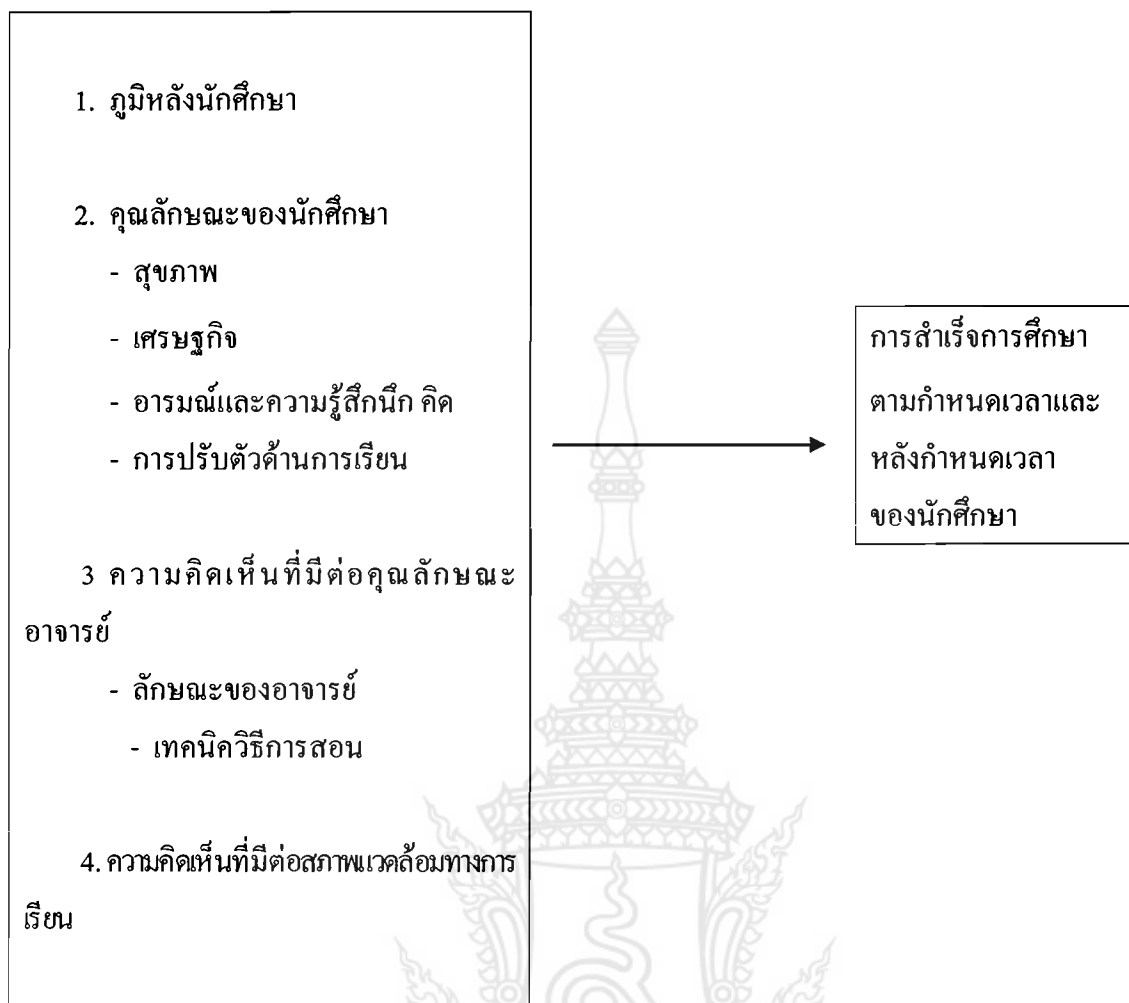 1. ภูมิหลังนักศึกษา
2. คุณลักษณะของนักศึกษา
- สุขภาพ
- เศรษฐกิจ
- อารมณ์และความรู้สึกนึก คิด
- การปรับตัวด้านการเรียน
3 ความคิดเห็นที่มีต่อคุณลักษณะ
อาจารย์
- ลักษณะของอาจารย์
- เทคนิควิธีการสอน
4. ความคิดเห็นที่มีต่อสภาพแวดล้อมทางการ
เรียน
การสำเร็จการศึกษา
ตามกำหนดเวลาและ
หลังกำหนดเวลา
ของนักศึกษา